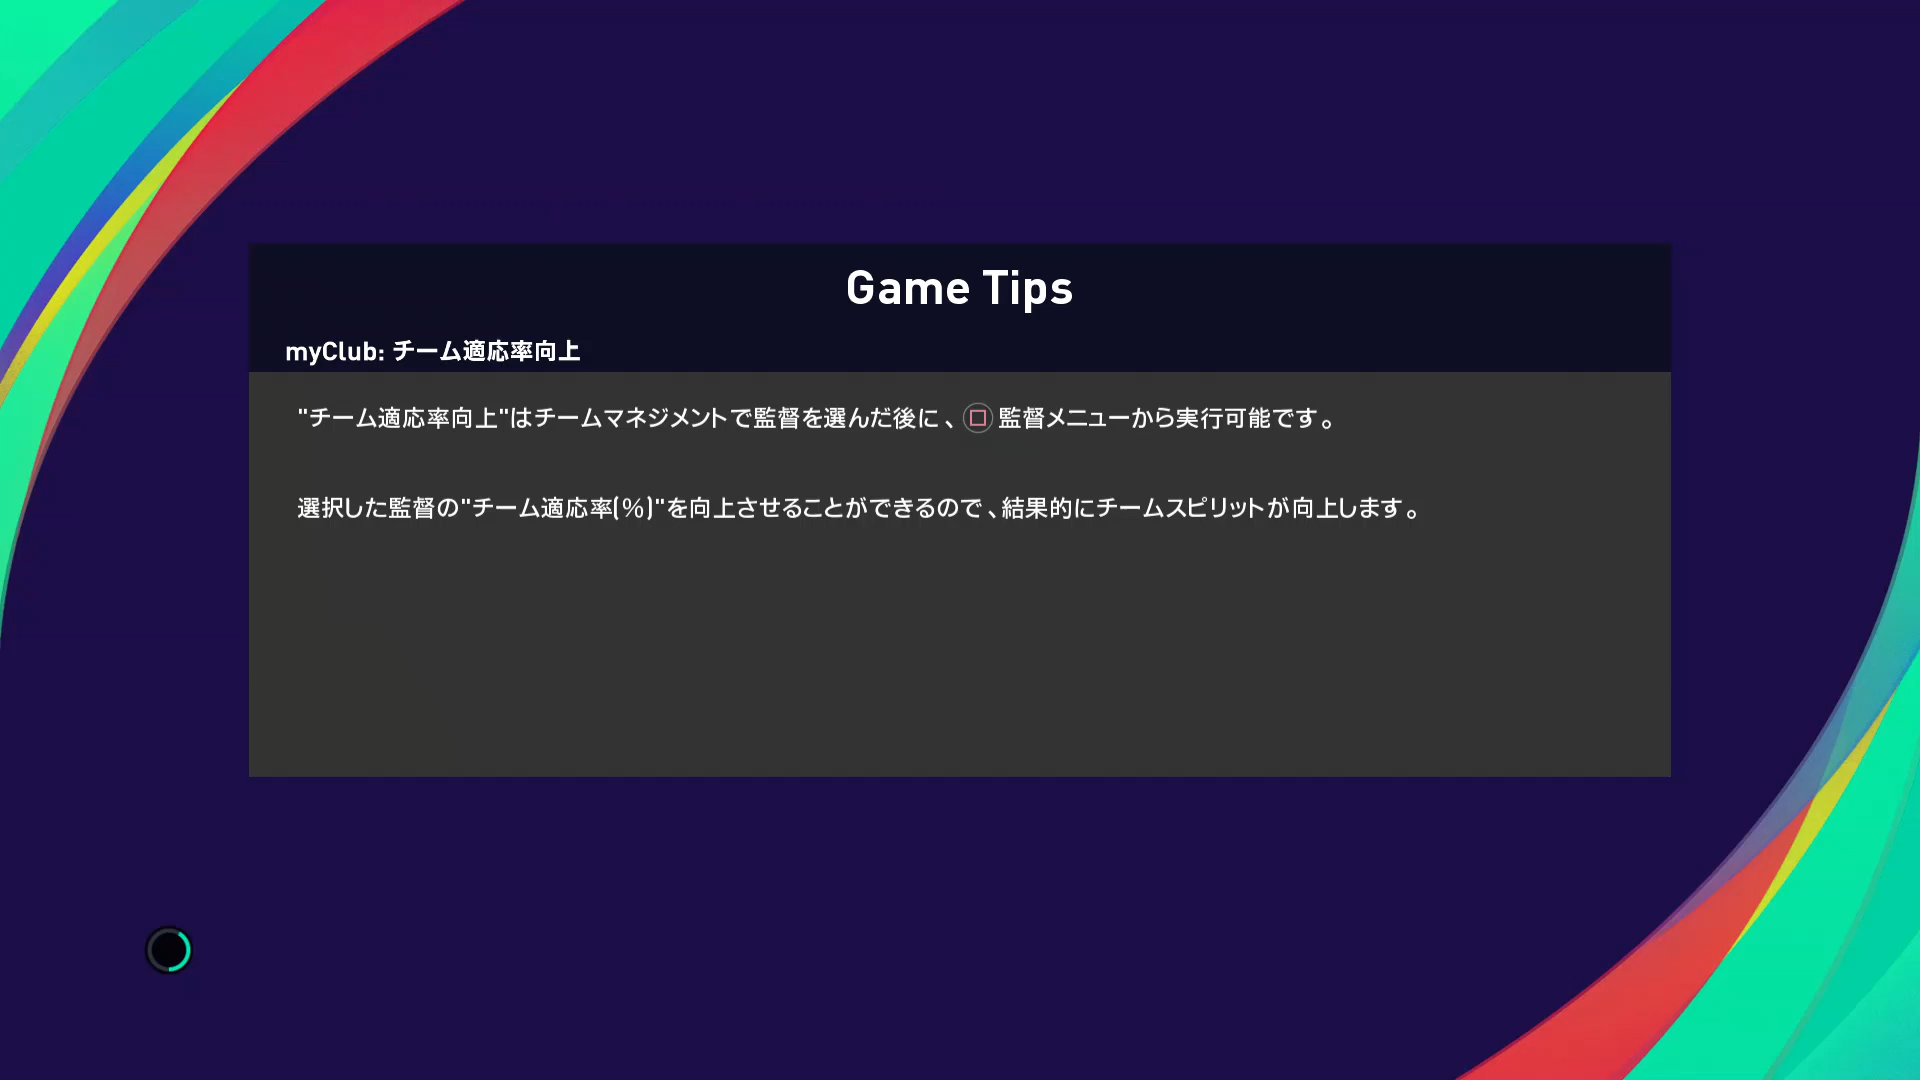 Game Tips
myClub: チーム適応率向上
"チーム適応率向上"はチームマネジメントで監督を選んだ後に、□監督メニューから実行可能です。
選択した監督の"チーム適応率(%)"を向上させることができるので、結果的にチームスピリットが向上します。